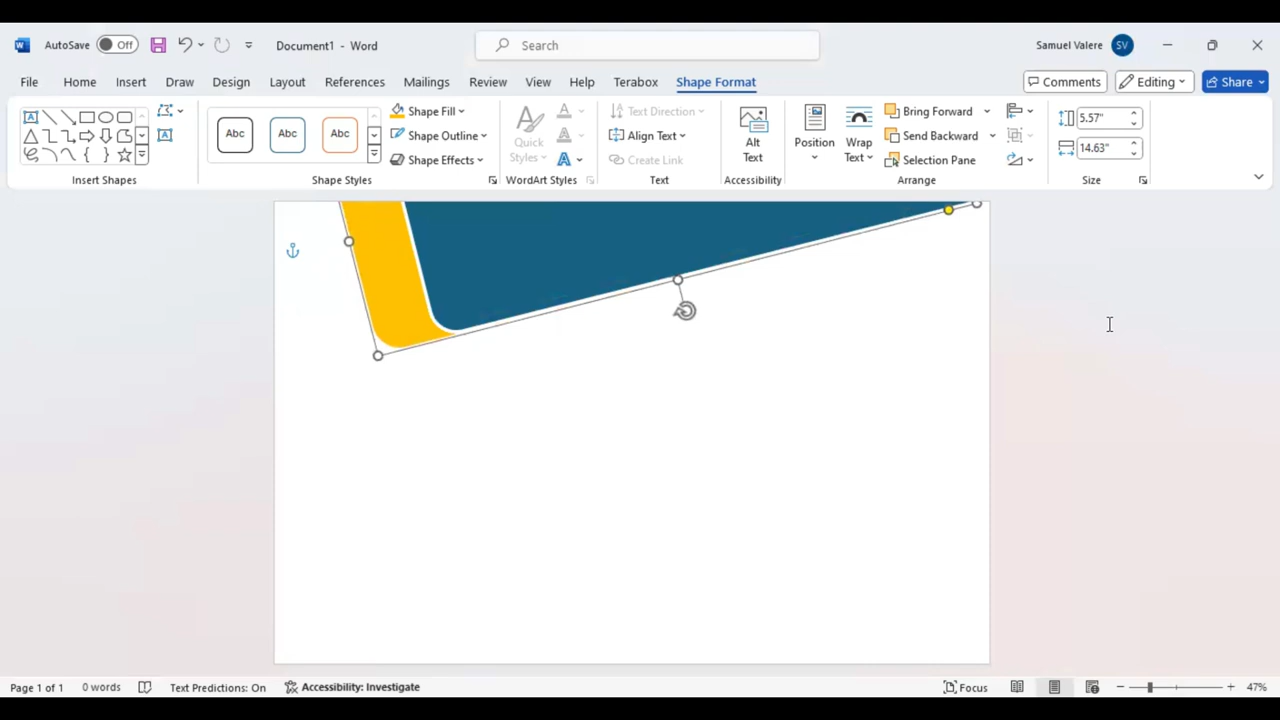 AutoSave Off Document1 - Word Search Samuel Valere SV
File Home Insert Draw Design Layout References Mailings Review View Help Terabox Shape Format Comments Editing Share
Abc Abc Abc Shape Fill Text Direction Bring Forward 5.57"
Shape Outline Quick Styles Align Text Alt Text Position Wrap Text Send Backward 14.63"
Shape Effects Create Link Selection Pane
Insert Shapes Shape Styles WordArt Styles Text Accessibility Arrange Size
Page 1 of 1 0 words Text Predictions: On Accessibility: Investigate Focus 47%